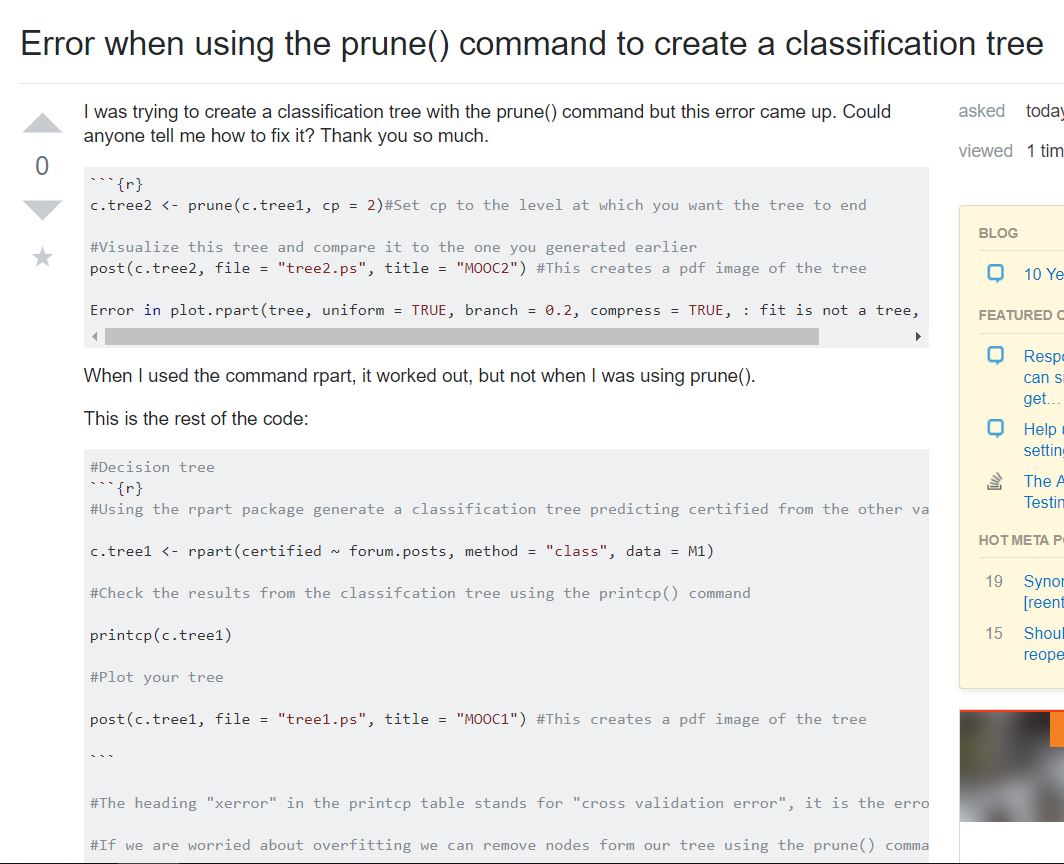 Error when using the prune() command to create a classification tree
I was trying to create a classification tree with the prune() command but this error came up. Could
anyone tell me how to fix it? Thank you so much.
0
```{r}
c.tree2 <- prune(c.tree1, cp = 2)#Set cp to the level at which you want the tree to end
#Visualize this tree and compare it to the one you generated earlier
post(c.tree2, file = "tree2.ps", title = "MOOC2") #This creates a pdf image of the tree
Error in plot.rpart(tree, uniform = TRUE, branch = 0.2, compress = TRUE, : fit is not a tree,
When I used the command rpart, it worked out, but not when I was using prune().
This is the rest of the code:
#Decision tree
```{r}
#Using the rpart package generate a classification tree predicting certified from the other va
c.tree1 <- rpart(certified ~ forum.posts, method = "class", data = M1)
#Check the results from the classifcation tree using the printcp() command
printcp(c.tree1)
#Plot your tree
post(c.tree1, file = "tree1.ps", title = "MOOC1") #This creates a pdf image of the tree
```
#The heading "xerror" in the printcp table stands for "cross validation error", it is the erro
#If we are worried about overfitting we can remove nodes form our tree using the prune() comma
asked today
viewed 1 tim
BLOG
10 Ye
FEATURED O
Respo
can si
get...
Help u
setting
The A
Testin
HOT META PO
19 Synon
[reent
15 Shoul
reope